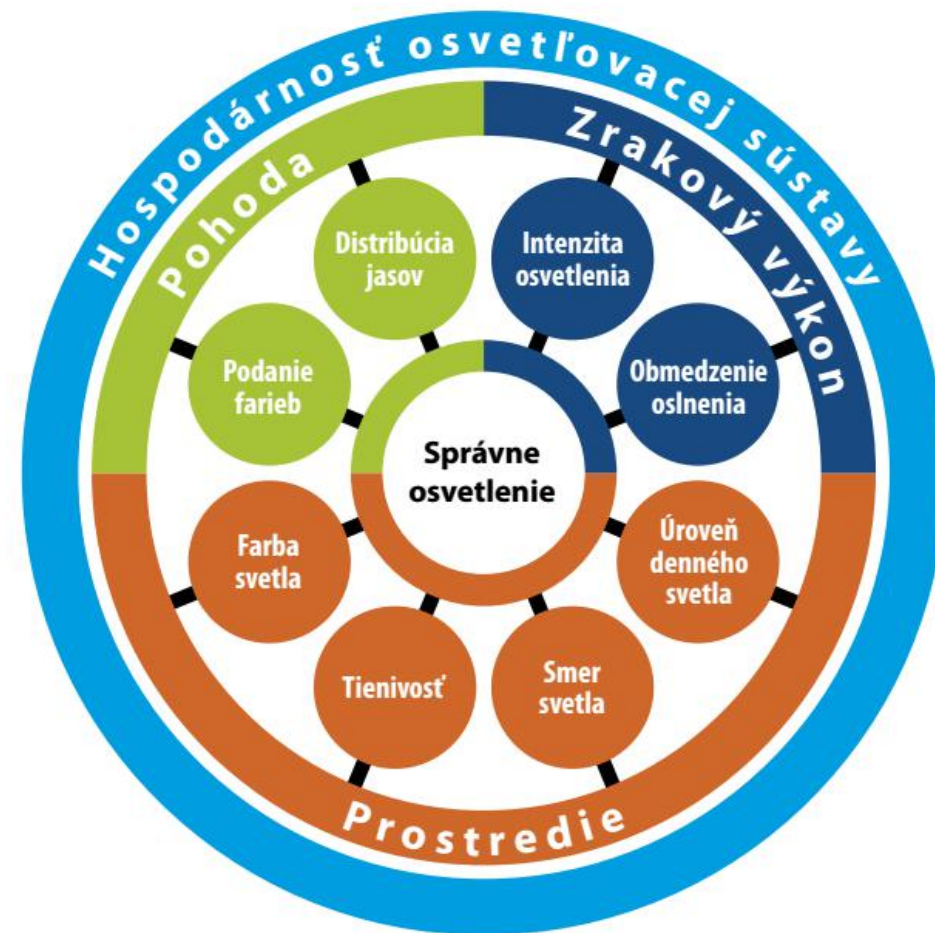 Hospodárnosť osvetľovacej sústavy
Pohoda
Zrakový výkon
Distribúcia
jasov
Intenzita
osvetlenia
Podanie
farieb
Obmedzenie
oslnenia
Správne
osvetlenie
Farba
svetla
Úroveň
denného
svetla
Tienivosť
Smer
svetla
Prostredie